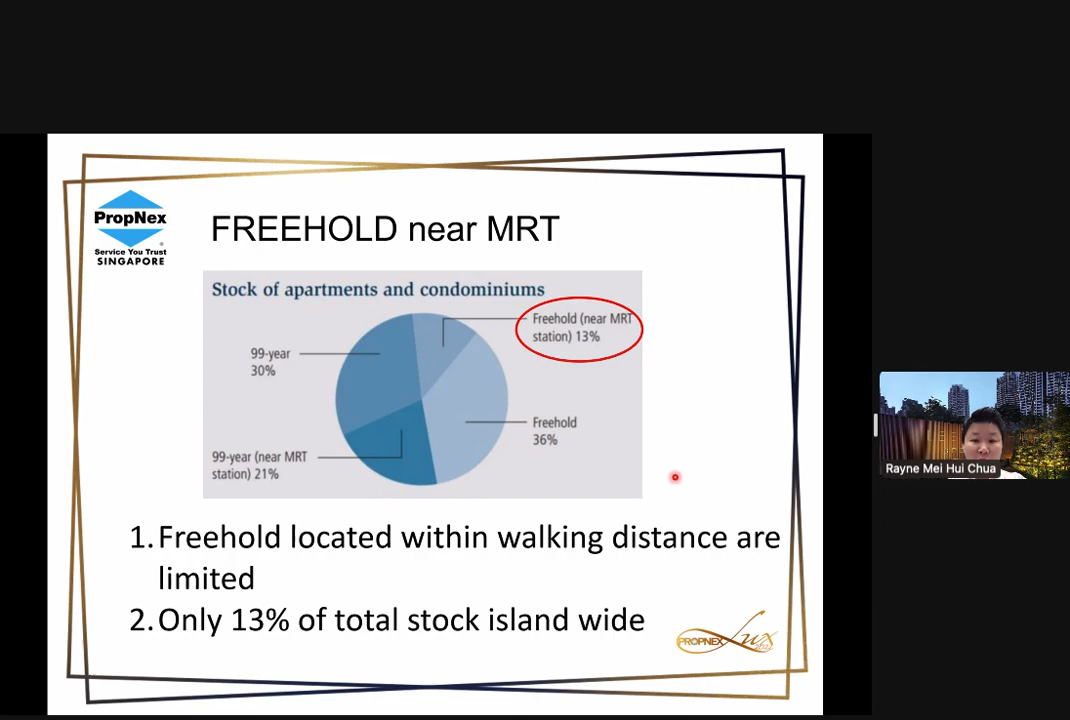 PropNex
Service You Trust
SINGAPORE
FREEHOLD near MRT
Stock of apartments and condominiums
Freehold (near MRT
station) 13%
99-year
30%
Freehold
36%
99-year (near MRT
station) 21%
1. Freehold located within walking distance are
limited
2. Only 13% of total stock island wide
PROPNEX Lux
Rayne Mei Hui Chua